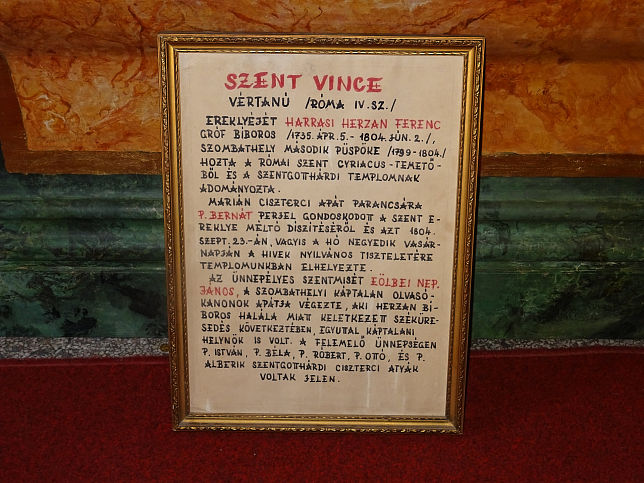 SZENT VINCE
VÉRTANÚ /RÓMA IV.SZ./
EREKLYÉJÉT HARRASI HERZAN FERENC
GRÓF BÍBOROS /1735.ÁPR.5.- 1804.JÚN.2./,
SZOMBATHELY MÁSODIK PÜSPÖKE /1799-1804/
HOZTA A RÓMAI SZENT CYRIACUS-TEMETŐ-
BŐL ÉS A SZENTGOTTHÁRDI TEMPLOMNAK
ADOMÁNYOZTA.
MARIÁN CISZTERCI APÁT PARANCSÁRA
P. BERNÁT PERJEL GONDOSKODOTT A SZENT E-
REKLYE MÉLTÓ DÍSZÍTÉSÉRŐL ÉS AZT 1804.
SZEPT. 23.-ÁN, VAGYIS A HÓ NEGYEDIK VASÁR-
NAPJÁN A HIVEK NYILVÁNOS TISZTELETÉRE
TEMPLOMUNKBAN ELHELYEZTE.
AZ ÜNNEPÉLYES SZENTMISÉT EÖLBEI NEP.
JÁNOS, A SZOMBATHELYI KÁPTALAN OLVASÓ-
KANONOK APÁTJA VÉGEZTE, AKI HERZAN BÍ-
BOROS HALÁLA MIATT KELETKEZETT SZÉKÜRE-
SEDÉS KÖVETKEZTÉBEN, EGYUTTAL KÁPTALANI
HELYNÖK IS VOLT. A FELEMELŐ ÜNNEPSÉGEN
P. ISTVÁN, P. BÉLA, P. RÓBERT, P. OTTÓ, ÉS P.
ALBERIK SZENTGOTTHÁRDI CISZTERCI ATYÁK
VOLTAK JELEN.